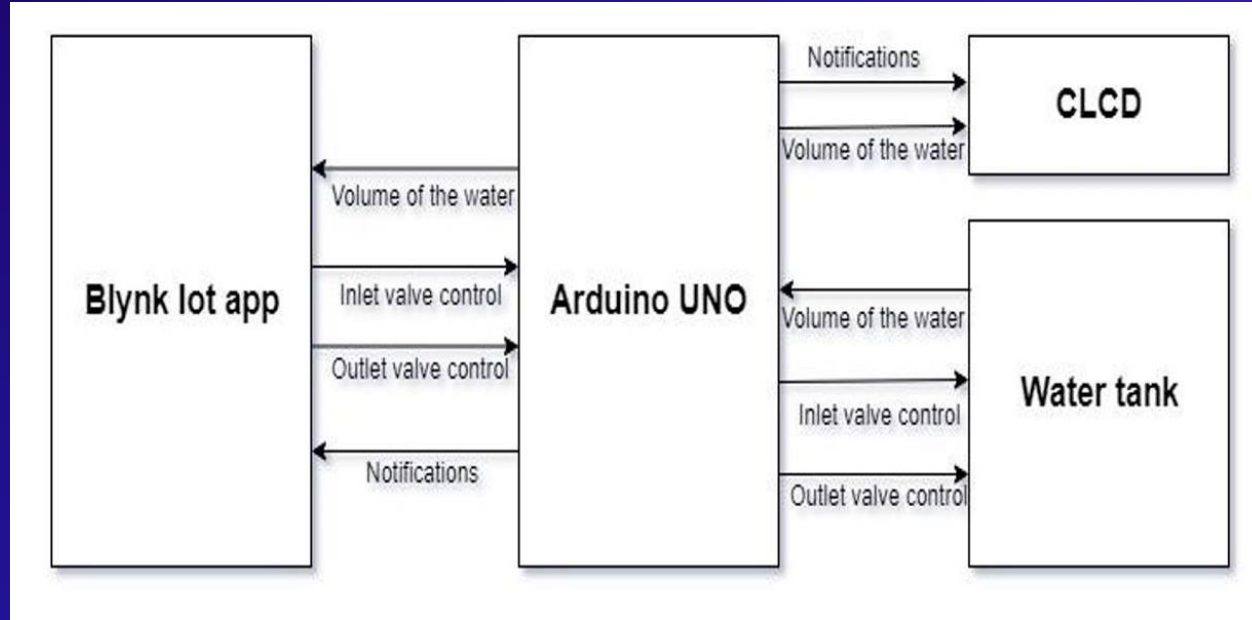 Blynk Iot app
Volume of the water
Inlet valve control
Outlet valve control
Notifications
Arduino UNO
Notifications
Volume of the water
CLCD
Volume of the water
Inlet valve control
Outlet valve control
Water tank